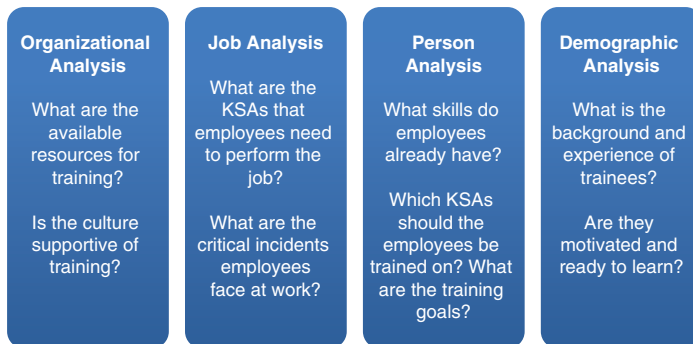 Organizational
Analysis
What are the
available
resources for
training?
Is the culture
supportive of
training?
Job Analysis
What are the
KSAs that
employees need
to perform the
job?
What are the
critical incidents
employees
face at work?
Person
Analysis
What skills do
employees
already have?
Which KSAs
should the
employees be
trained on? What
are the training
goals?
Demographic
Analysis
What is the
background and
experience of
trainees?
Are they
motivated and
ready to learn?